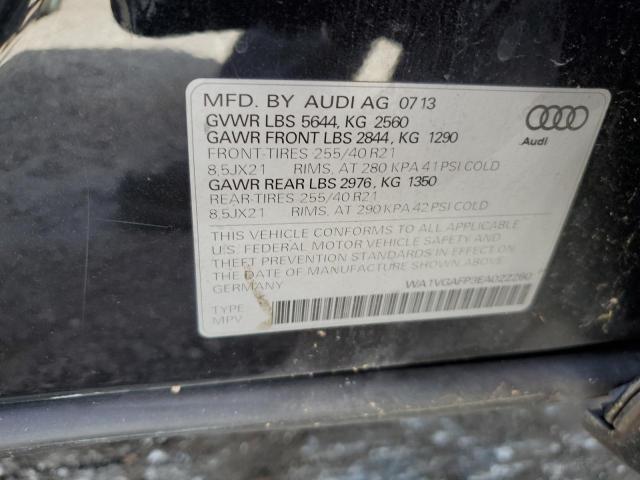 MFD. BY AUDI AG 07 13
GVWR LBS 5644, KG 2560
GAWR FRONT LBS 2844, KG 1290
FRONT-TIRES 255/40 R21
8,5JX21 RIMS, AT 280 KPA 41 PSI COLD
GAWR REAR LBS 2976, KG 1350
REAR-TIRES 255/40 R21
8,5JX21 RIMS, AT 290 KPA 42 PSI COLD
Audi
THIS VEHICLE CONFORMS TO ALL APPLICABLE
U.S. FEDERAL MOTOR VEHICLE SAFETY AND
THEFT PREVENTION STANDARDS IN EFFECT ON
THE DATE OF MANUFACTURE SHOWN ABOVE.
GERMANY
WA1VGAFP3EA022260
TYPE
MPV